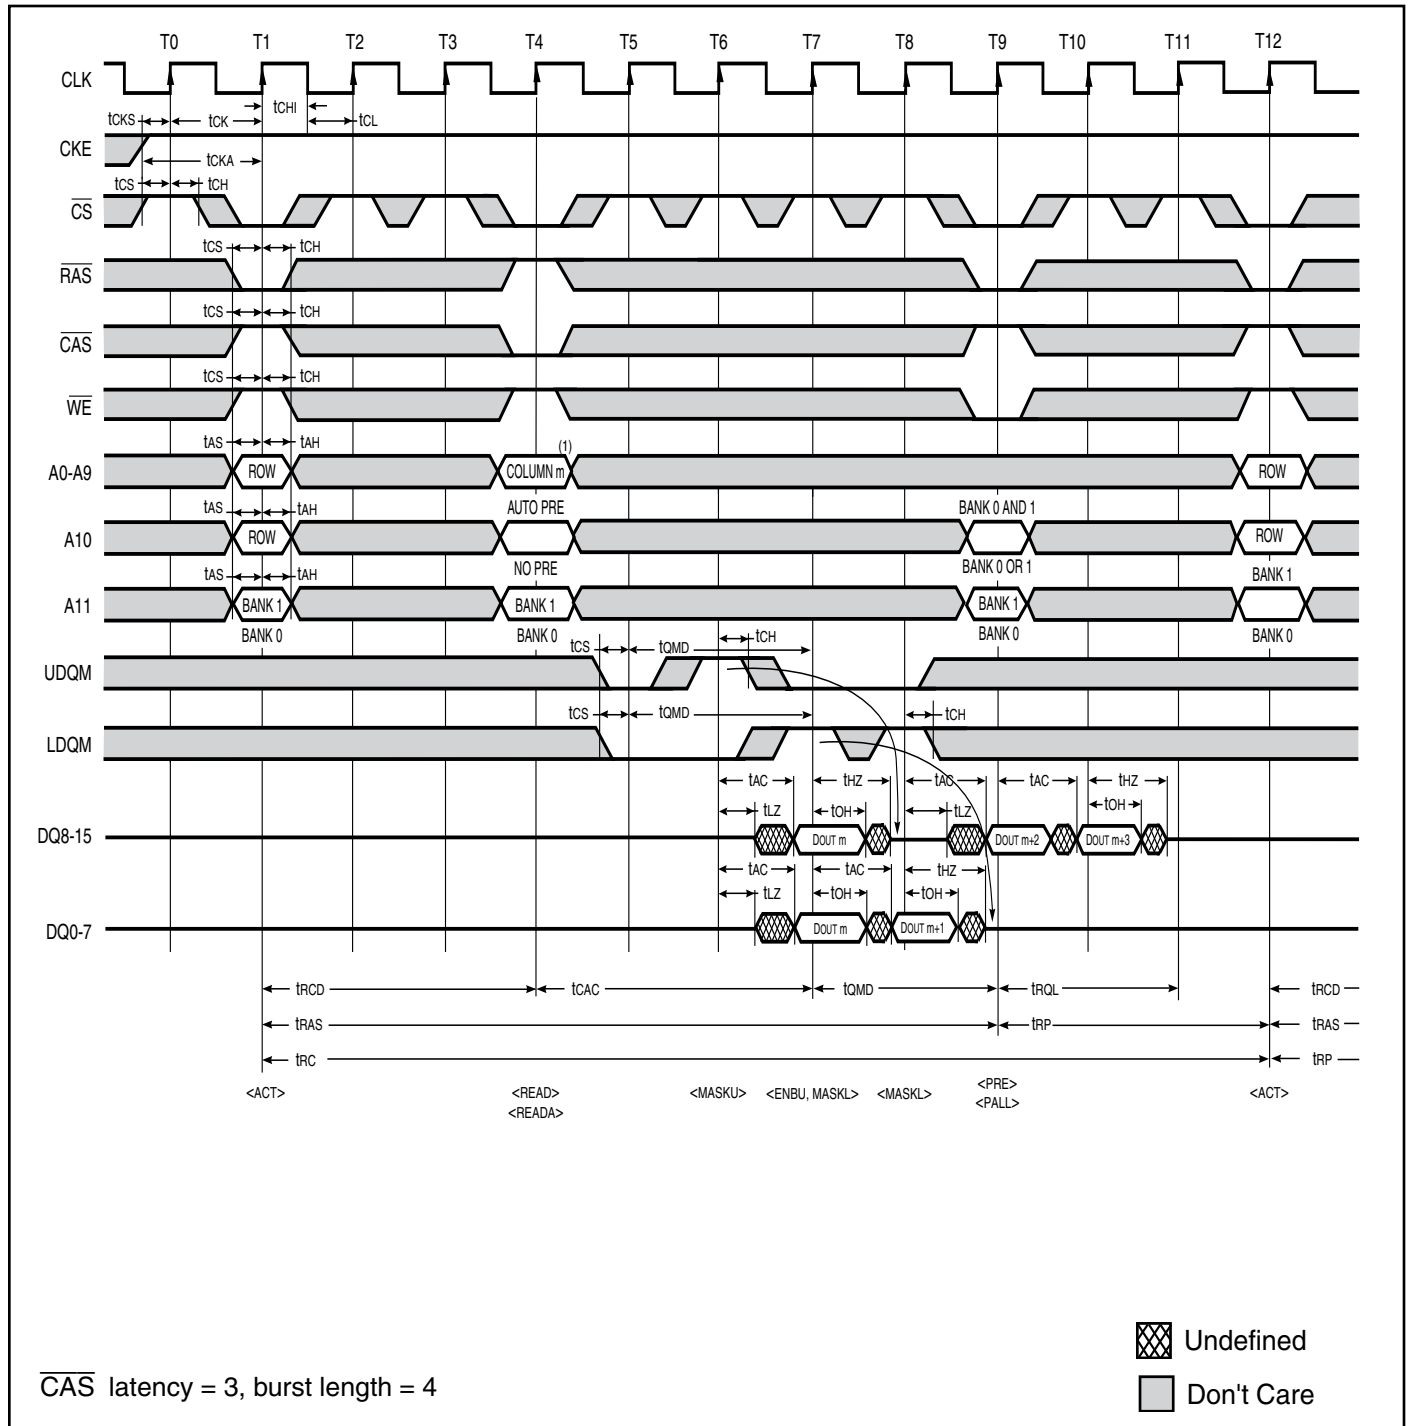 T0 T1 T2 T3 T4 T5 T6 T7 T8 T9 T10 T11 T12
CLK
tCHI
tCKS tCK tCL
CKE
tCKA
tCS tCH
CS
tCS tCH
RAS
tCS tCH
CAS
tCS tCH
WE
tAS tAH (1)
A0-A9 ROW COLUMN m ROW
tAS tAH AUTO PRE BANK 0 AND 1
A10 ROW ROW
NO PRE BANK 0 OR 1
tAS tAH BANK 1
A11 BANK 1 BANK 1 BANK 1
BANK 0 BANK 0 BANK 0 BANK 0
tCS tQMD tCH
UDQM
tCS tQMD tCH
LDQM
tAC tHZ tAC tAC tHZ
tLZ tOH tLZ tOH
DQ8-15 DOUT m DOUT m+2 DOUT m+3
tAC tAC tHZ
tLZ tOH tOH
DQ0-7 DOUT m DOUT m+1
tRCD tCAC tQMD tRQL tRCD
tRAS tRP tRAS
tRC tRP
<ACT> <READ> <MASKU> <ENBU, MASKL> <MASKL> <PRE> <ACT>
<READA> <PALL>
Undefined
CAS latency = 3, burst length = 4
Don't Care